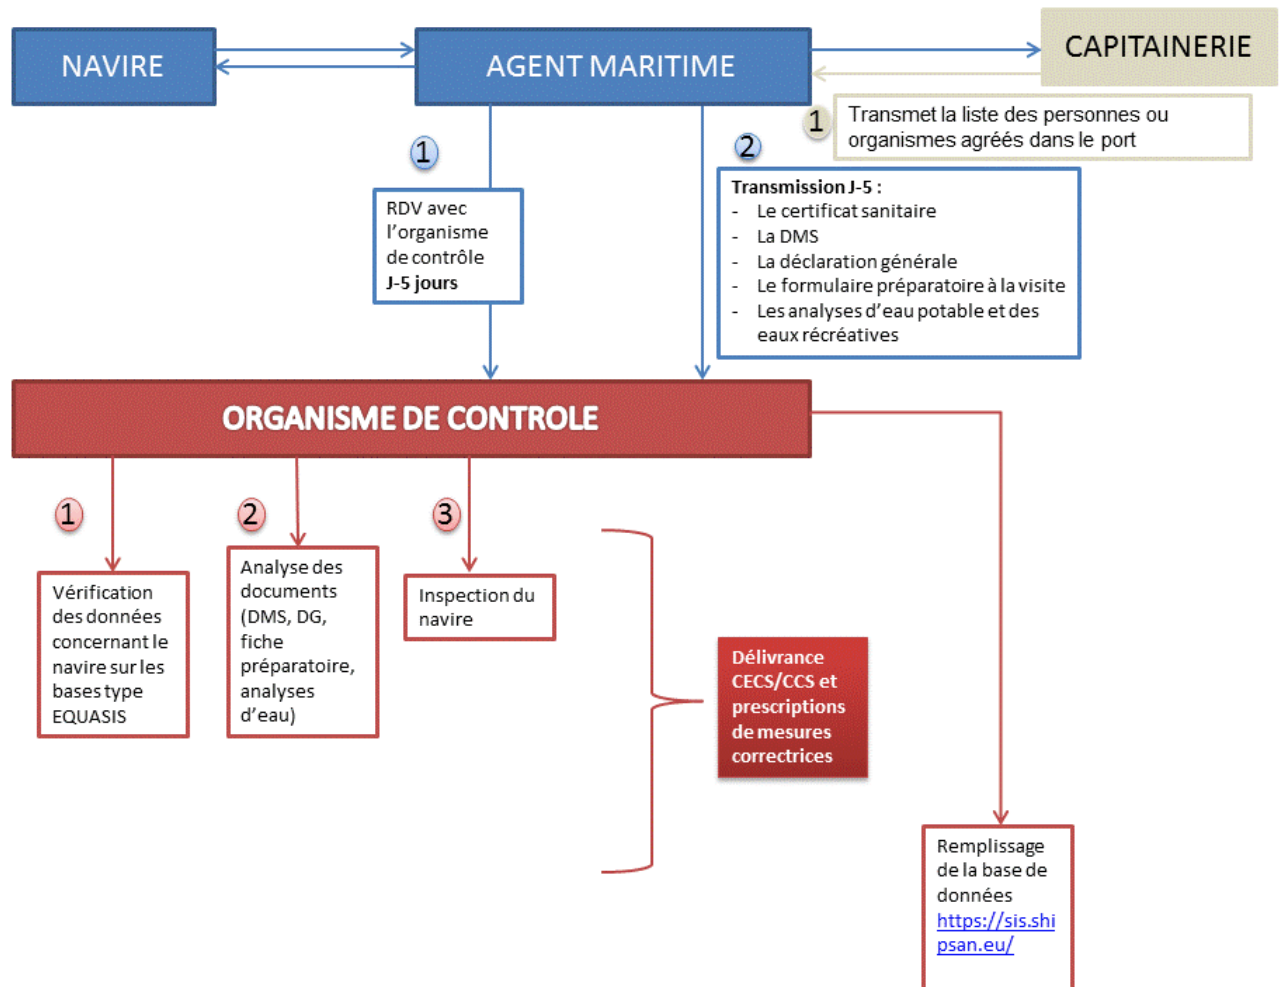 NAVIRE
AGENT MARITIME
CAPITAINERIE
1
Transmet la liste des personnes ou
organismes agréés dans le port
1
RDV avec
l’organisme
de contrôle
J-5 jours
2
Transmission J-5 :
- Le certificat sanitaire
- La DMS
- La déclaration générale
- Le formulaire préparatoire à la visite
- Les analyses d’eau potable et des
eaux récréatives
ORGANISME DE CONTROLE
1
Vérification
des données
concernant le
navire sur les
bases type
EQUASIS
2
Analyse des
documents
(DMS, DG,
fiche
préparatoire,
analyses
d’eau)
3
Inspection du
navire
Délivrance
CECS/CCS et
prescriptions
de mesures
correctrices
Remplissage
de la base de
données
https://sis.shi
psan.eu/